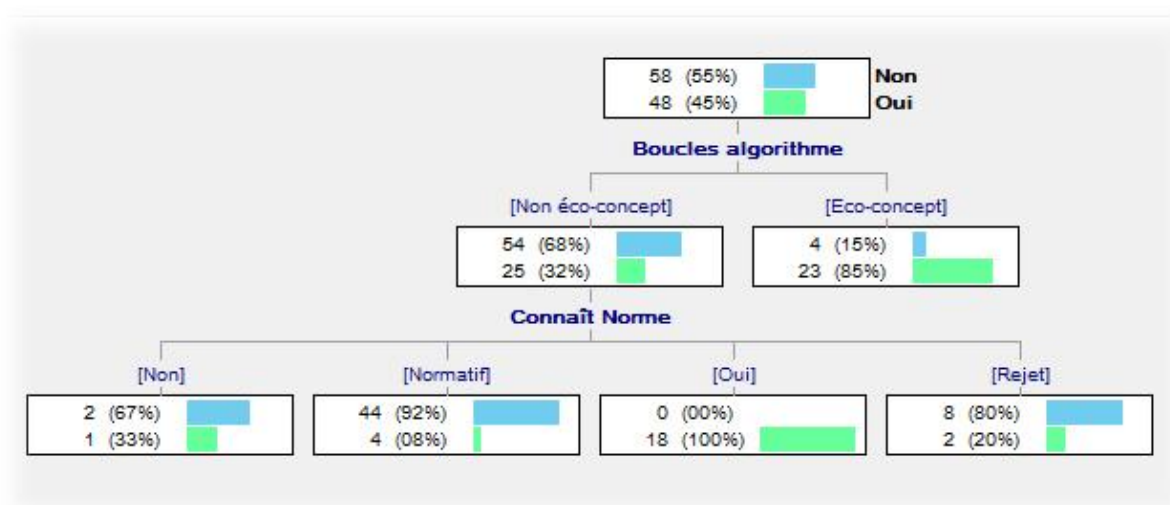 58 (55%) Non
48 (45%) Oui
Boucles algorithme
[Non éco-concept]
54 (68%)
25 (32%)
[Eco-concept]
4 (15%)
23 (85%)
Connaît Norme
[Non]
2 (67%)
1 (33%)
[Normatif]
44 (92%)
4 (08%)
[Oui]
0 (00%)
18 (100%)
[Rejet]
8 (80%)
2 (20%)